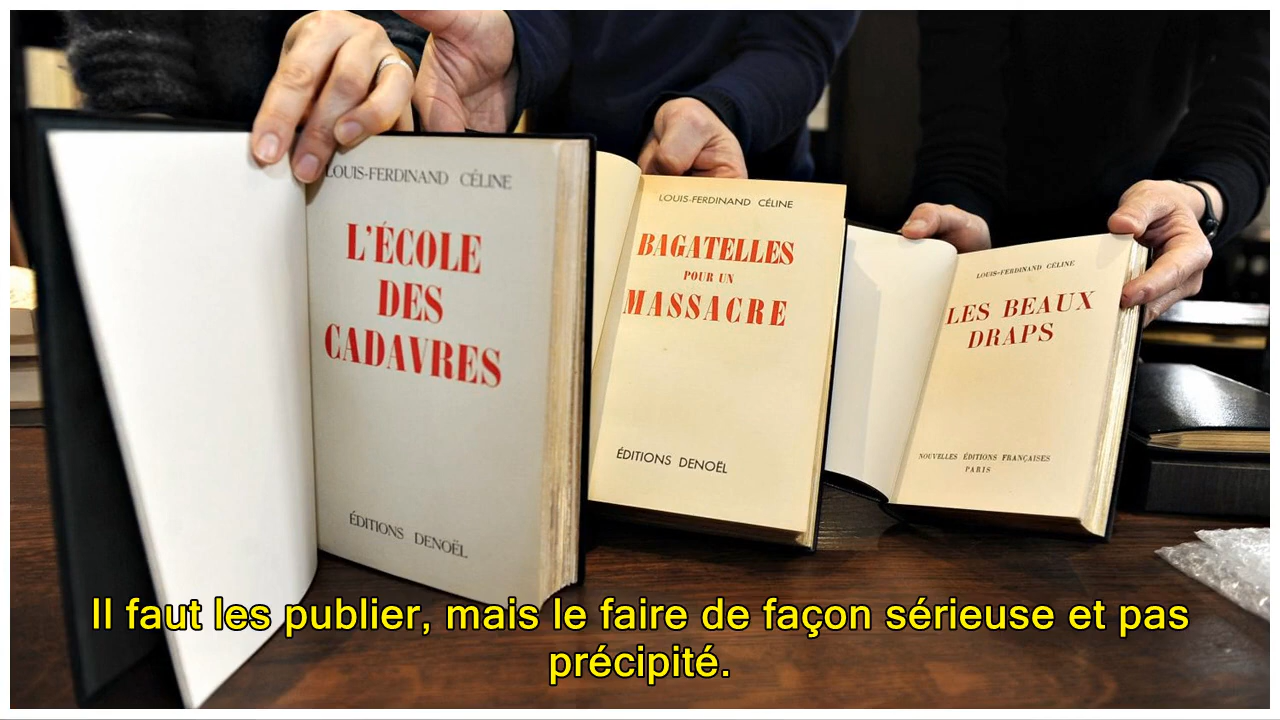 LOUIS-FERDINAND CÉLINE
L'ÉCOLE
DES
CADAVRES
ÉDITIONS DENOËL
LOUIS-FERDINAND CÉLINE
BAGATELLES
POUR UN
MASSACRE
ÉDITIONS DENOËL
LOUIS-FERDINAND CÉLINE
LES BEAUX
DRAPS
NOUVELLES ÉDITIONS FRANÇAISES
PARIS
Il faut les publier, mais le faire de façon sérieuse et pas
précipité.